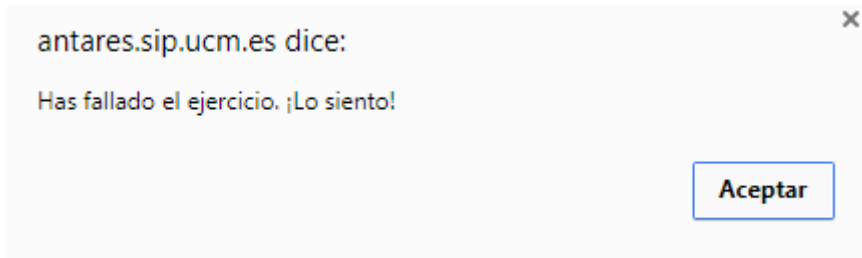 antares.sip.ucm.es dice:
Has fallado el ejercicio. ¡Lo siento!
Aceptar